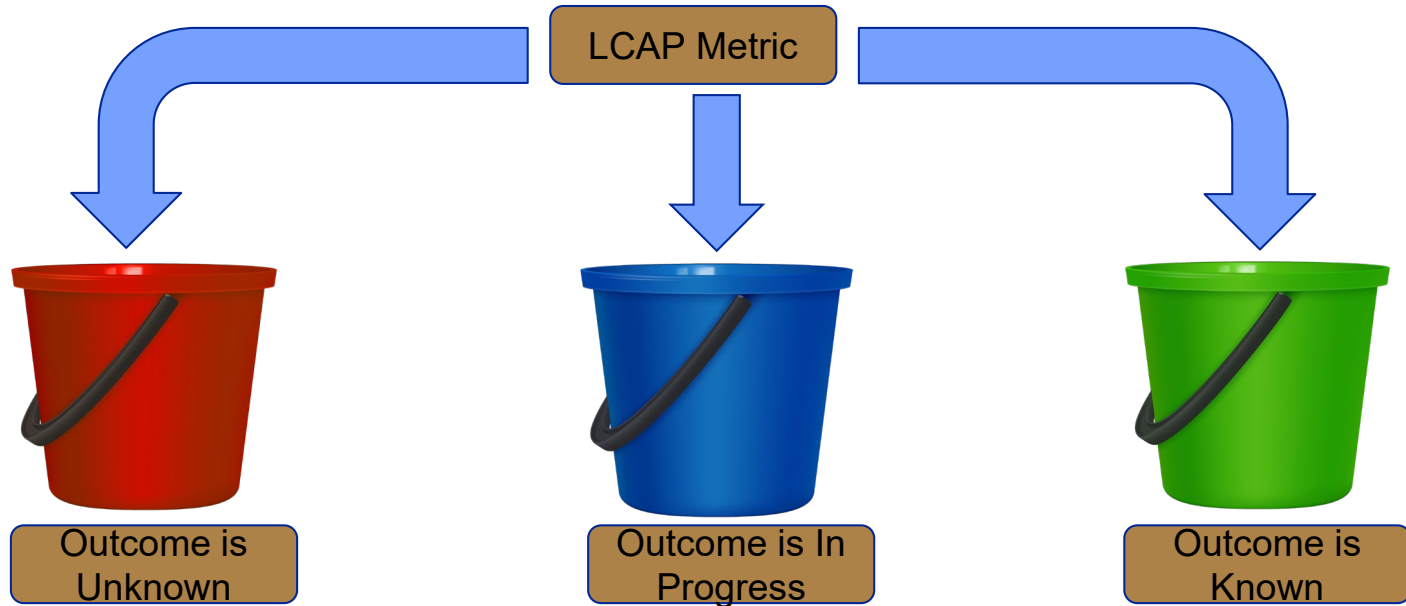 LCAP Metric
Outcome is
Unknown
Outcome is In
Progress
Outcome is
Known